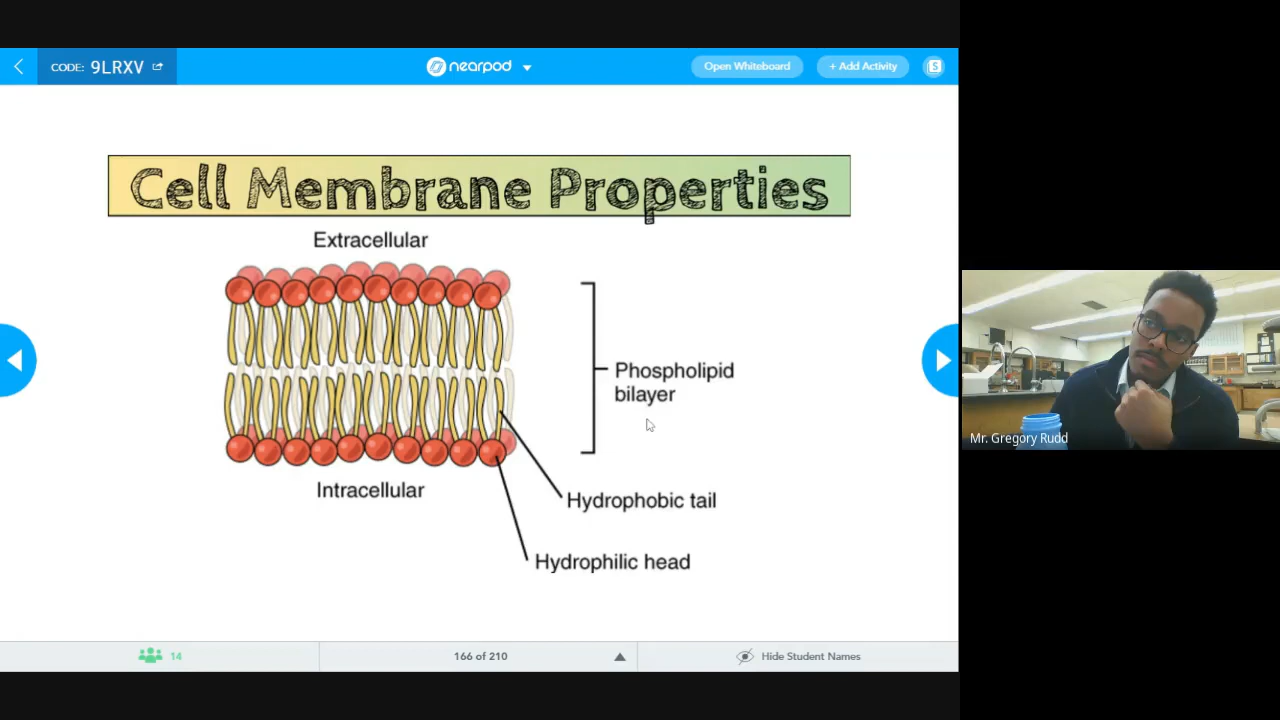 CODE: 9LRXV
nearpod
Open Whiteboard
+ Add Activity
S
Cell Membrane Properties
Extracellular
Phospholipid
bilayer
Intracellular
Hydrophobic tail
Hydrophilic head
Mr. Gregory Rudd
14
166 of 210
Hide Student Names